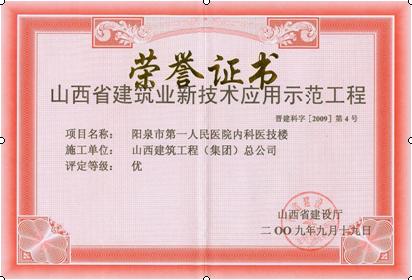 荣誉证书
山西省建筑业新技术应用示范工程
晋建科字［2009］第4号
项目名称： 阳泉市第一人民医院内科医技楼
施工单位： 山西建筑工程（集团）总公司
评定等级： 优
山西省建设厅
二OO九年九月十九日